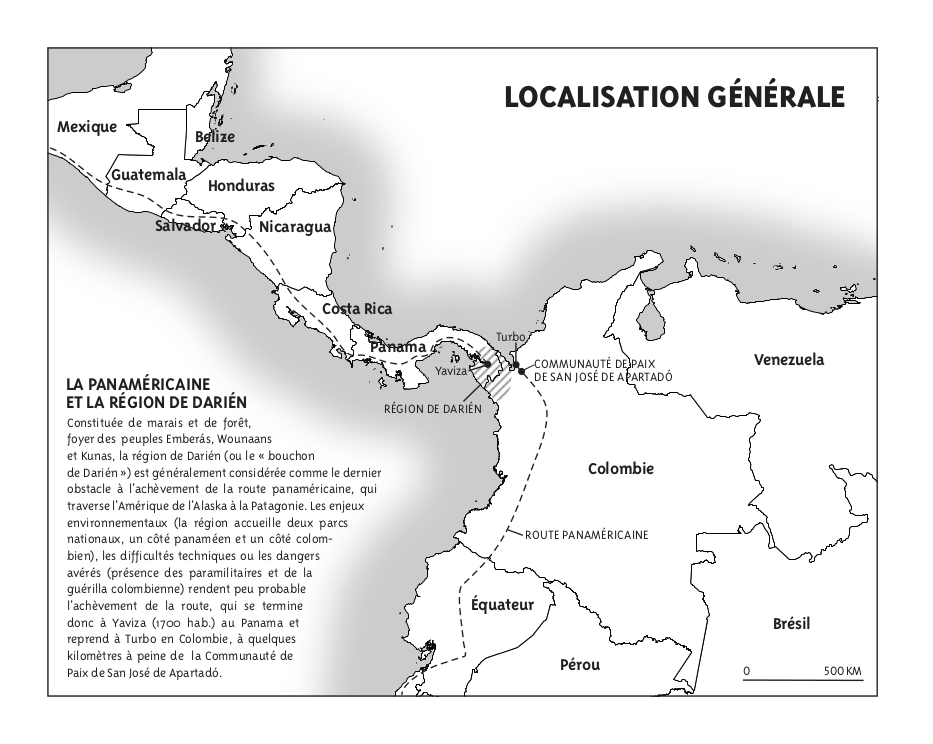 LOCALISATION GÉNÉRALE
Mexique
Belize
Guatemala
Honduras
Salvador
Nicaragua
Costa Rica
Panama
Turbo
Yaviza
COMMUNAUTÉ DE PAIX
DE SAN JOSÉ DE APARTADÓ
Venezuela
RÉGION DE DARIÉN
LA PANAMÉRICAINE
ET LA RÉGION DE DARIÉN
Constituée de marais et de forêt,
foyer des peuples Emberás, Wounaans
et Kunas, la région de Darién (ou le « bouchon
de Darién ») est généralement considérée comme le dernier
obstacle à l'achèvement de la route panaméricaine, qui
traverse l'Amérique de l'Alaska à la Patagonie. Les enjeux
environnementaux (la région accueille deux parcs
nationaux, un côté panaméen et un côté colom-
bien), les difficultés techniques ou les dangers
avérés (présence des paramilitaires et de la
guérilla colombienne) rendent peu probable
l'achèvement de la route, qui se termine
donc à Yaviza (1700 hab.) au Panama et
reprend à Turbo en Colombie, à quelques
kilomètres à peine de la Communauté de
Paix de San José de Apartadó.
Colombie
ROUTE PANAMÉRICAINE
Équateur
Brésil
Pérou
0 500 KM